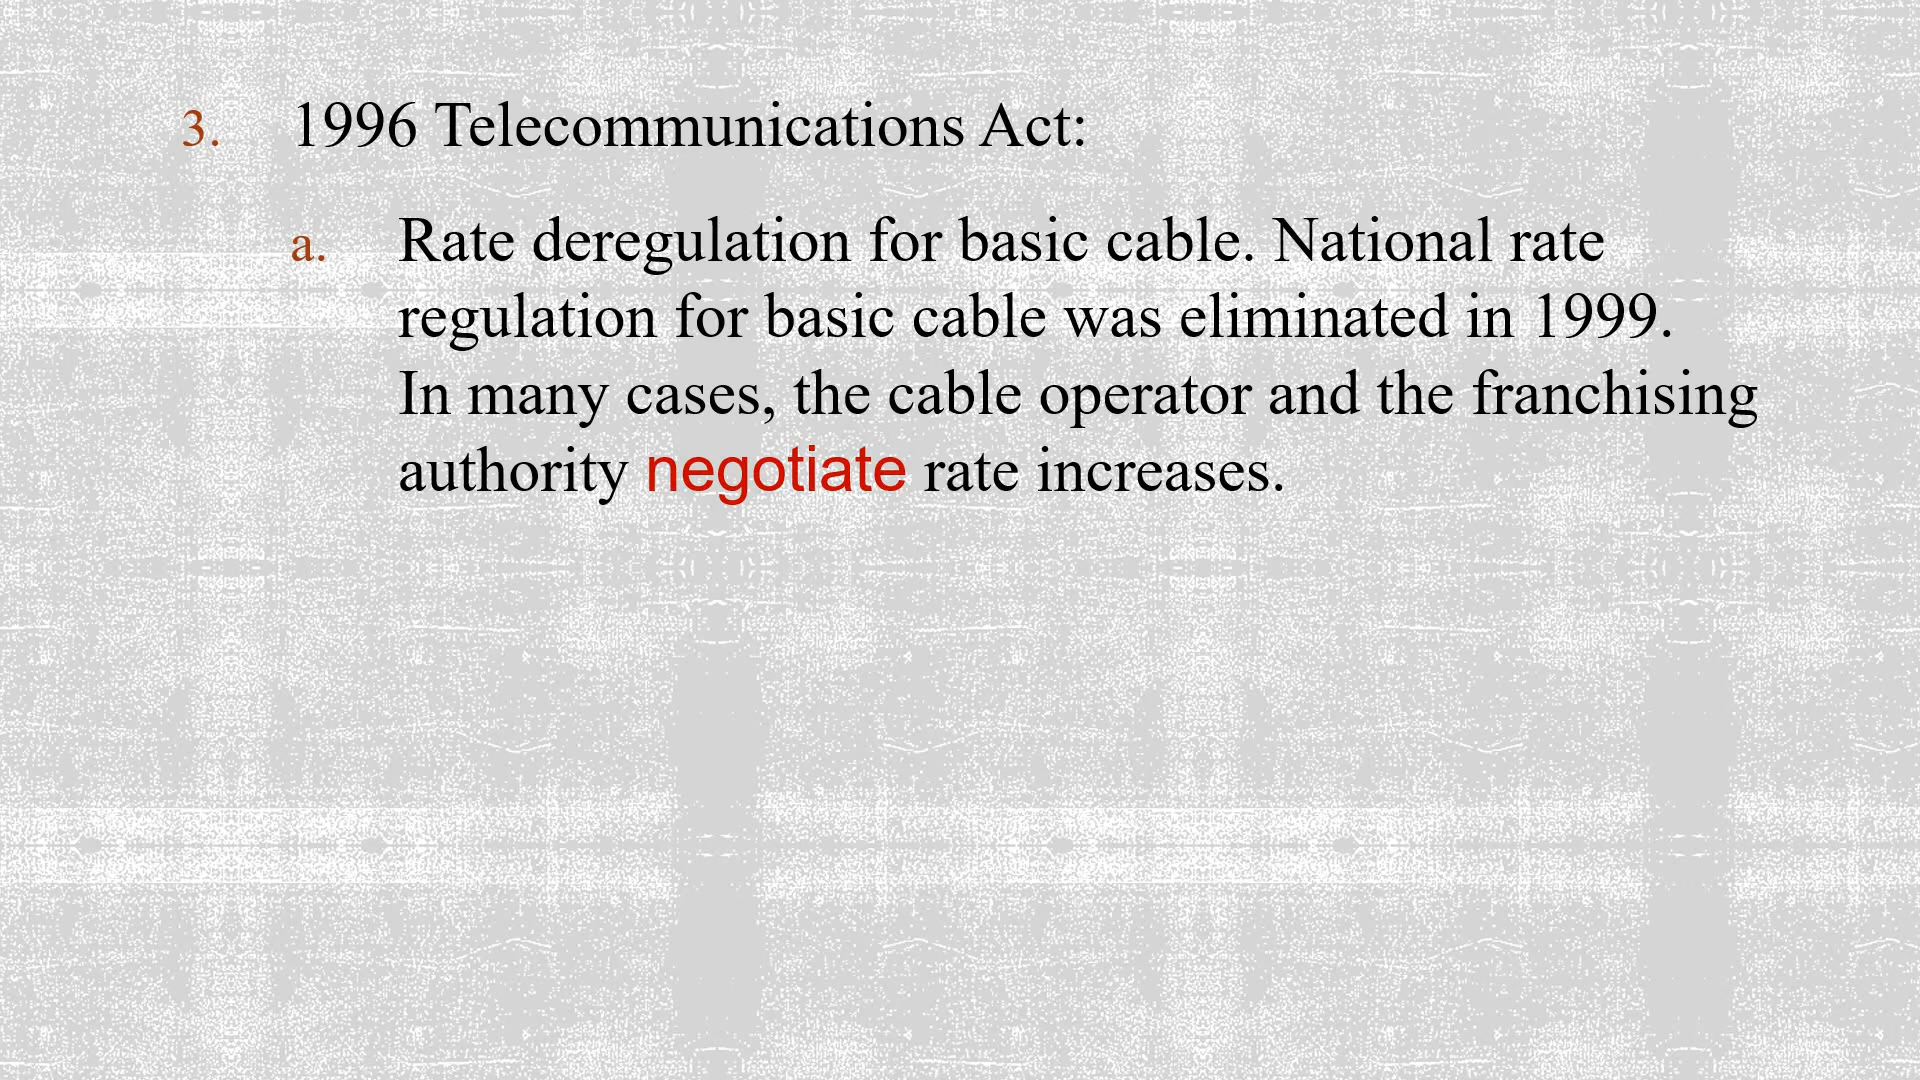 3. 1996 Telecommunications Act:
a. Rate deregulation for basic cable. National rate
regulation for basic cable was eliminated in 1999.
In many cases, the cable operator and the franchising
authority negotiate rate increases.